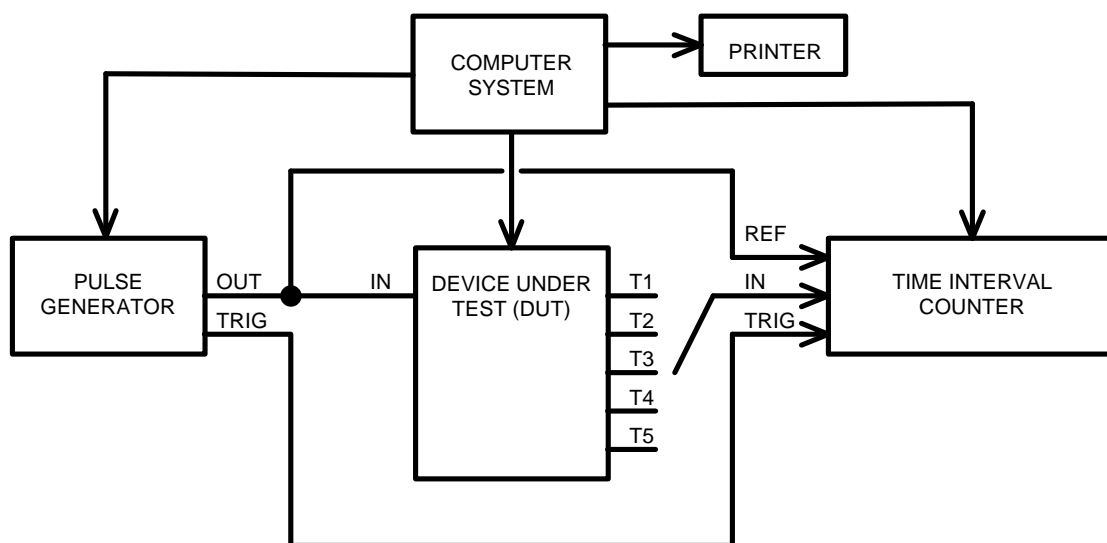 COMPUTER
SYSTEM
PRINTER
PULSE
GENERATOR
OUT
TRIG
IN
DEVICE UNDER
TEST (DUT)
T1
T2
T3
T4
T5
REF
IN
TRIG
TIME INTERVAL
COUNTER